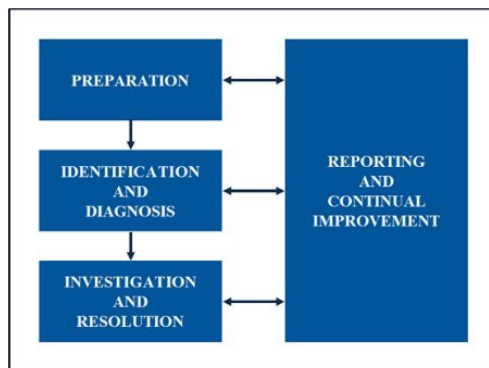 PREPARATION
IDENTIFICATION
AND
DIAGNOSIS
INVESTIGATION
AND
RESOLUTION
REPORTING
AND
CONTINUAL
IMPROVEMENT